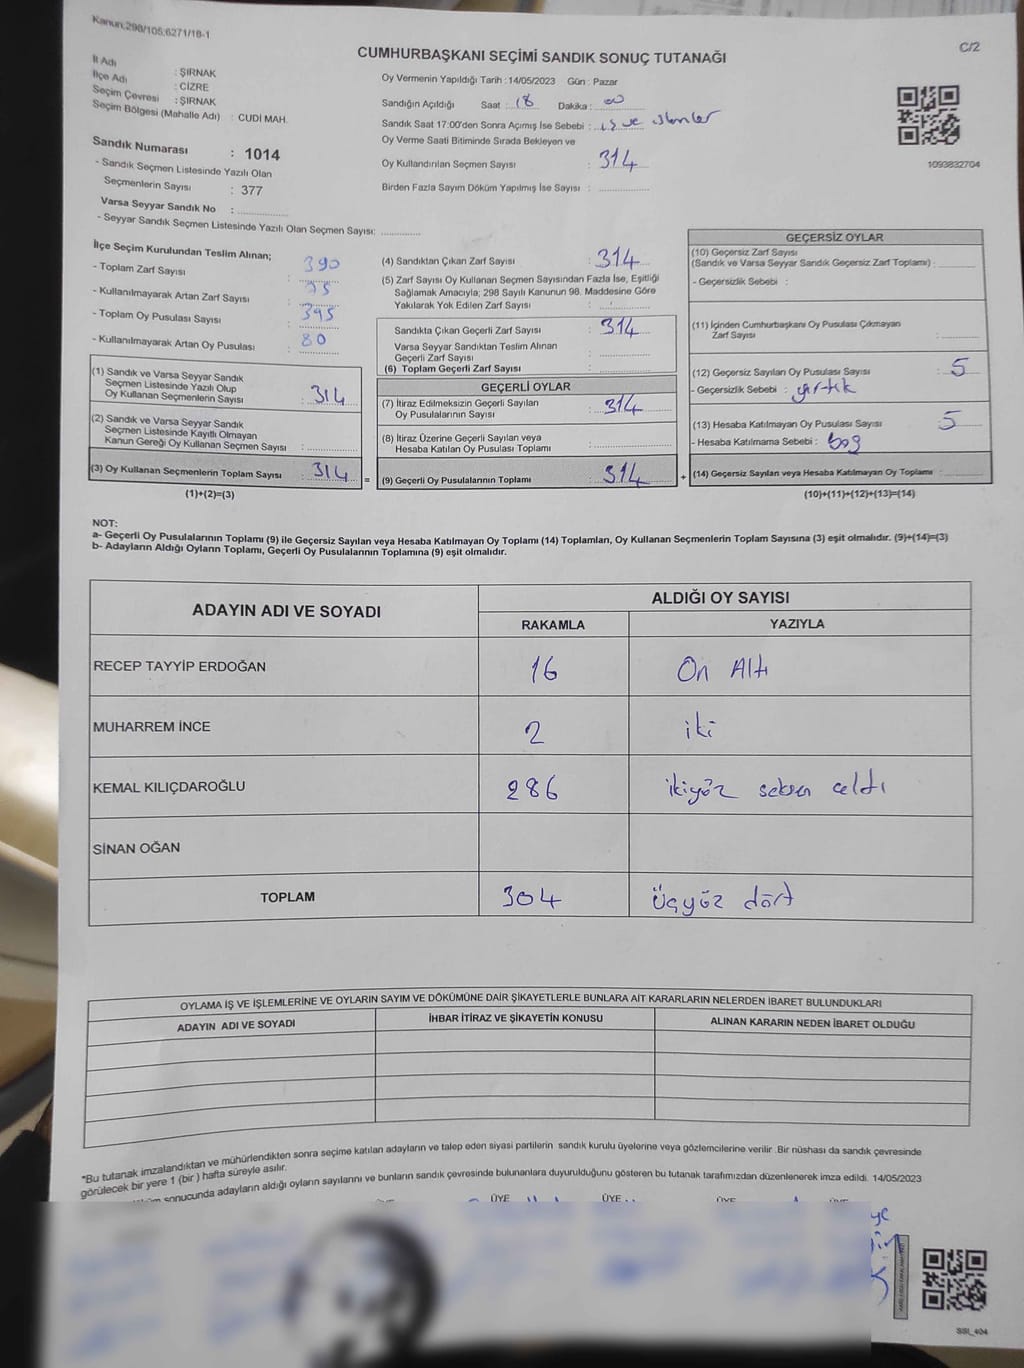 Kanun:298/105;6271/18-1
C/2
CUMHURBAŞKANI SEÇİMİ SANDIK SONUÇ TUTANAĞI
İl Adı : ŞIRNAK
İlçe Adı : CİZRE
Seçim Çevresi : ŞIRNAK
Seçim Bölgesi (Mahalle Adı) : CUDİ MAH.
Sandık Numarası : 1014
- Sandık Seçmen Listesinde Yazılı Olan
Seçmenlerin Sayısı : 377
Varsa Seyyar Sandık No :
- Seyyar Sandık Seçmen Listesinde Yazılı Olan Seçmen Sayısı:
Oy Vermenin Yapıldığı Tarih : 14/05/2023 Gün : Pazar
Sandığın Açıldığı Saat : 18 Dakika : 00
Sandık Saat 17:00'den Sonra Açımış İse Sebebi : iş ve işlemler
Oy Verme Saati Bitiminde Sırada Bekleyen ve
Oy Kullandırılan Seçmen Sayısı : 314
Birden Fazla Sayım Döküm Yapılmış İse Sayısı :
1093832704
İlçe Seçim Kurulundan Teslim Alınan;
- Toplam Zarf Sayısı : 390
- Kullanılmayarak Artan Zarf Sayısı : 75
- Toplam Oy Pusulası Sayısı : 395
- Kullanılmayarak Artan Oy Pusulası : 80
(1) Sandık ve Varsa Seyyar Sandık
Seçmen Listesinde Yazılı Olup
Oy Kullanan Seçmenlerin Sayısı : 314
(2) Sandık ve Varsa Seyyar Sandık
Seçmen Listesinde Kayıtlı Olmayan
Kanun Gereği Oy Kullanan Seçmen Sayısı :
(3) Oy Kullanan Seçmenlerin Toplam Sayısı : 314 =
(1)+(2)=(3)
(4) Sandıktan Çıkan Zarf Sayısı : 314
(5) Zarf Sayısı Oy Kullanan Seçmen Sayısından Fazla İse, Eşitliği
Sağlamak Amacıyla; 298 Sayılı Kanunun 98. Maddesine Göre
Yakılarak Yok Edilen Zarf Sayısı :
Sandıkta Çıkan Geçerli Zarf Sayısı : 314
Varsa Seyyar Sandıktan Teslim Alınan
Geçerli Zarf Sayısı :
(6) Toplam Geçerli Zarf Sayısı :
GEÇERLİ OYLAR
(7) İtiraz Edilmeksizin Geçerli Sayılan
Oy Pusulalarının Sayısı : 314
(8) İtiraz Üzerine Geçerli Sayılan veya
Hesaba Katılan Oy Pusulası Toplamı :
(9) Geçerli Oy Pusulalarının Toplamı : 314 +
GEÇERSİZ OYLAR
(10) Geçersiz Zarf Sayısı
(Sandık ve Varsa Seyyar Sandık Geçersiz Zarf Toplamı) :
- Geçersizlik Sebebi :
(11) İçinden Cumhurbaşkanı Oy Pusulası Çıkmayan
Zarf Sayısı :
(12) Geçersiz Sayılan Oy Pusulası Sayısı : 5
- Geçersizlik Sebebi : yırtık
(13) Hesaba Katılmayan Oy Pusulası Sayısı : 5
- Hesaba Katılmama Sebebi : boş
(14) Geçersiz Sayılan veya Hesaba Katılmayan Oy Toplamı :
(10)+(11)+(12)+(13)=(14)
NOT:
a- Geçerli Oy Pusulalarının Toplamı (9) ile Geçersiz Sayılan veya Hesaba Katılmayan Oy Toplamı (14) Toplamları, Oy Kullanan Seçmenlerin Toplam Sayısına (3) eşit olmalıdır. (9)+(14)=(3)
b- Adayların Aldığı Oyların Toplamı, Geçerli Oy Pusulalarının Toplamına (9) eşit olmalıdır.
ADAYIN ADI VE SOYADI
ALDIĞI OY SAYISI
RAKAMLA YAZIYLA
RECEP TAYYİP ERDOĞAN 16 On Altı
MUHARREM İNCE 2 iki
KEMAL KILIÇDAROĞLU 286 ikiyüz seksen altı
SİNAN OĞAN
TOPLAM 304 Üçyüz dört
OYLAMA İŞ VE İŞLEMLERİNE VE OYLARIN SAYIM VE DÖKÜMÜNE DAİR ŞİKAYETLERLE BUNLARA AİT KARARLARIN NELERDEN İBARET BULUNDUKLARI
ADAYIN ADI VE SOYADI İHBAR İTİRAZ VE ŞİKAYETİN KONUSU ALINAN KARARIN NEDEN İBARET OLDUĞU
*Bu tutanak imzalandıktan ve mühürlendikten sonra seçime katılan adayların ve talep eden siyasi partilerin sandık kurulu üyelerine veya gözlemcilerine verilir. Bir nüshası da sandık çevresinde
görülecek bir yere 1 (bir ) hafta süreyle asılır.
sonucunda adayların aldığı oyların sayılarını ve bunların sandık çevresinde bulunanlara duyurulduğunu gösteren bu tutanak tarafımızdan düzenlenerek imza edildi. 14/05/2023
ÜYE ÜYE ÜYE ÜYE
SSI_404